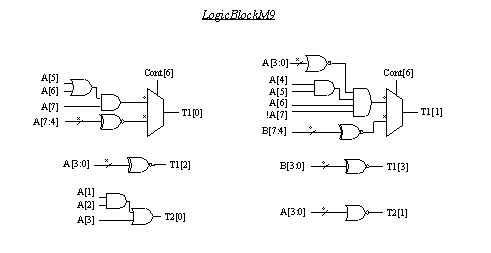 LogicBlockM9
A[5]
A[6]
A[7]
A[7:4]
Cont[6]
T1[0]
A[3:0]
A[4]
A[5]
A[6]
!A[7]
B[7:4]
Cont[6]
T1[1]
A[3:0]
T1[2]
B[3:0]
T1[3]
A[1]
A[2]
A[3]
T2[0]
A[3:0]
T2[1]